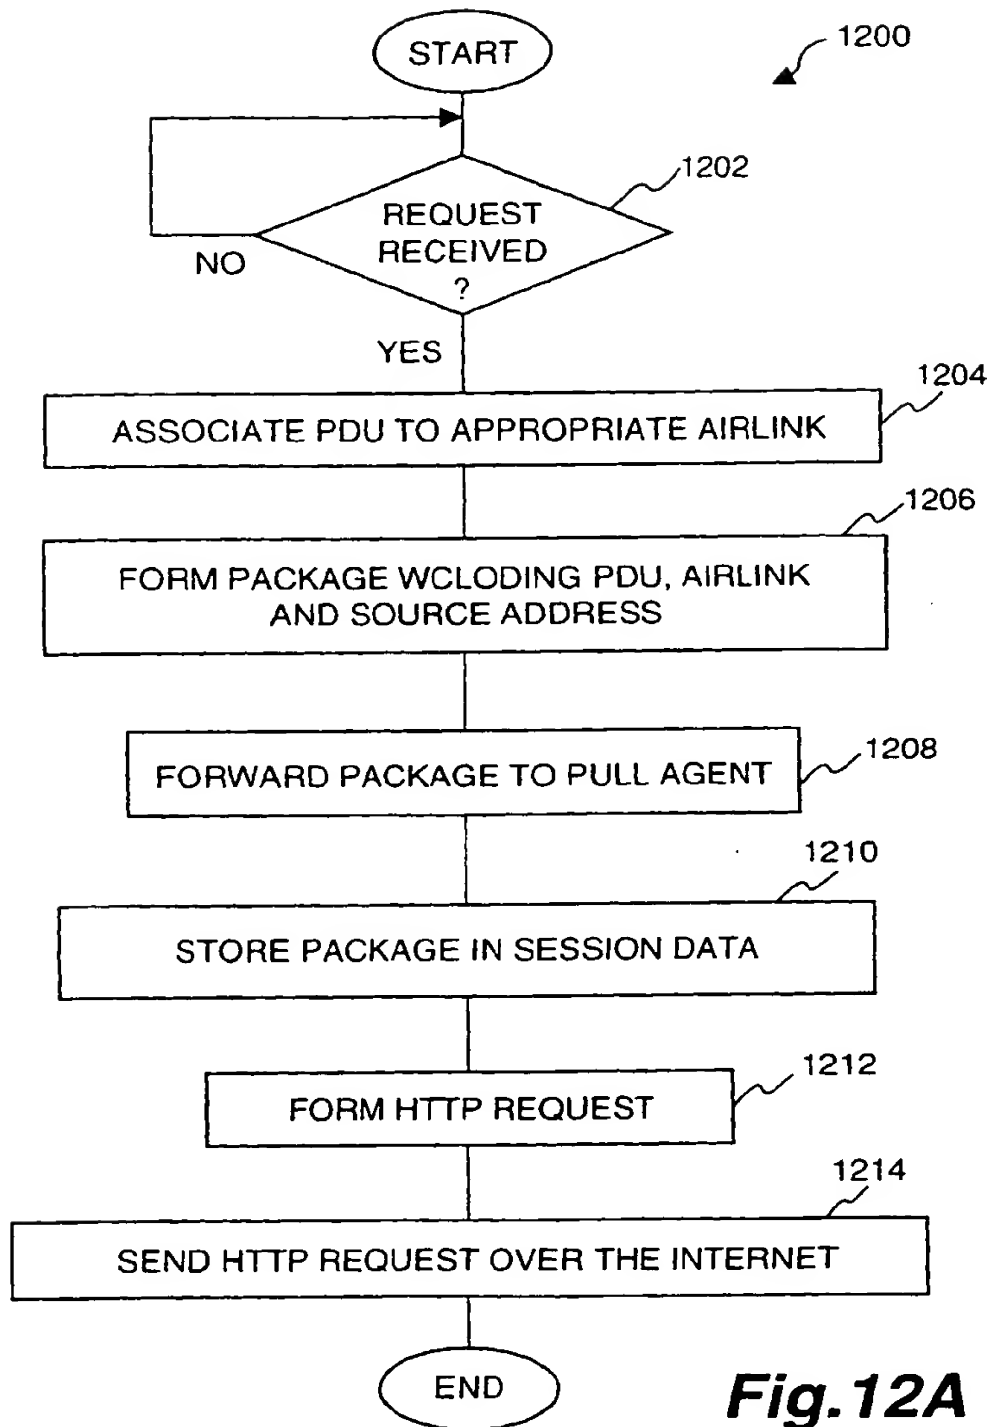 START
1200
1202
REQUEST
RECEIVED
?
NO
YES
1204
ASSOCIATE PDU TO APPROPRIATE AIRLINK
1206
FORM PACKAGE WCLODING PDU, AIRLINK
AND SOURCE ADDRESS
1208
FORWARD PACKAGE TO PULL AGENT
1210
STORE PACKAGE IN SESSION DATA
1212
FORM HTTP REQUEST
1214
SEND HTTP REQUEST OVER THE INTERNET
END
Fig.12A